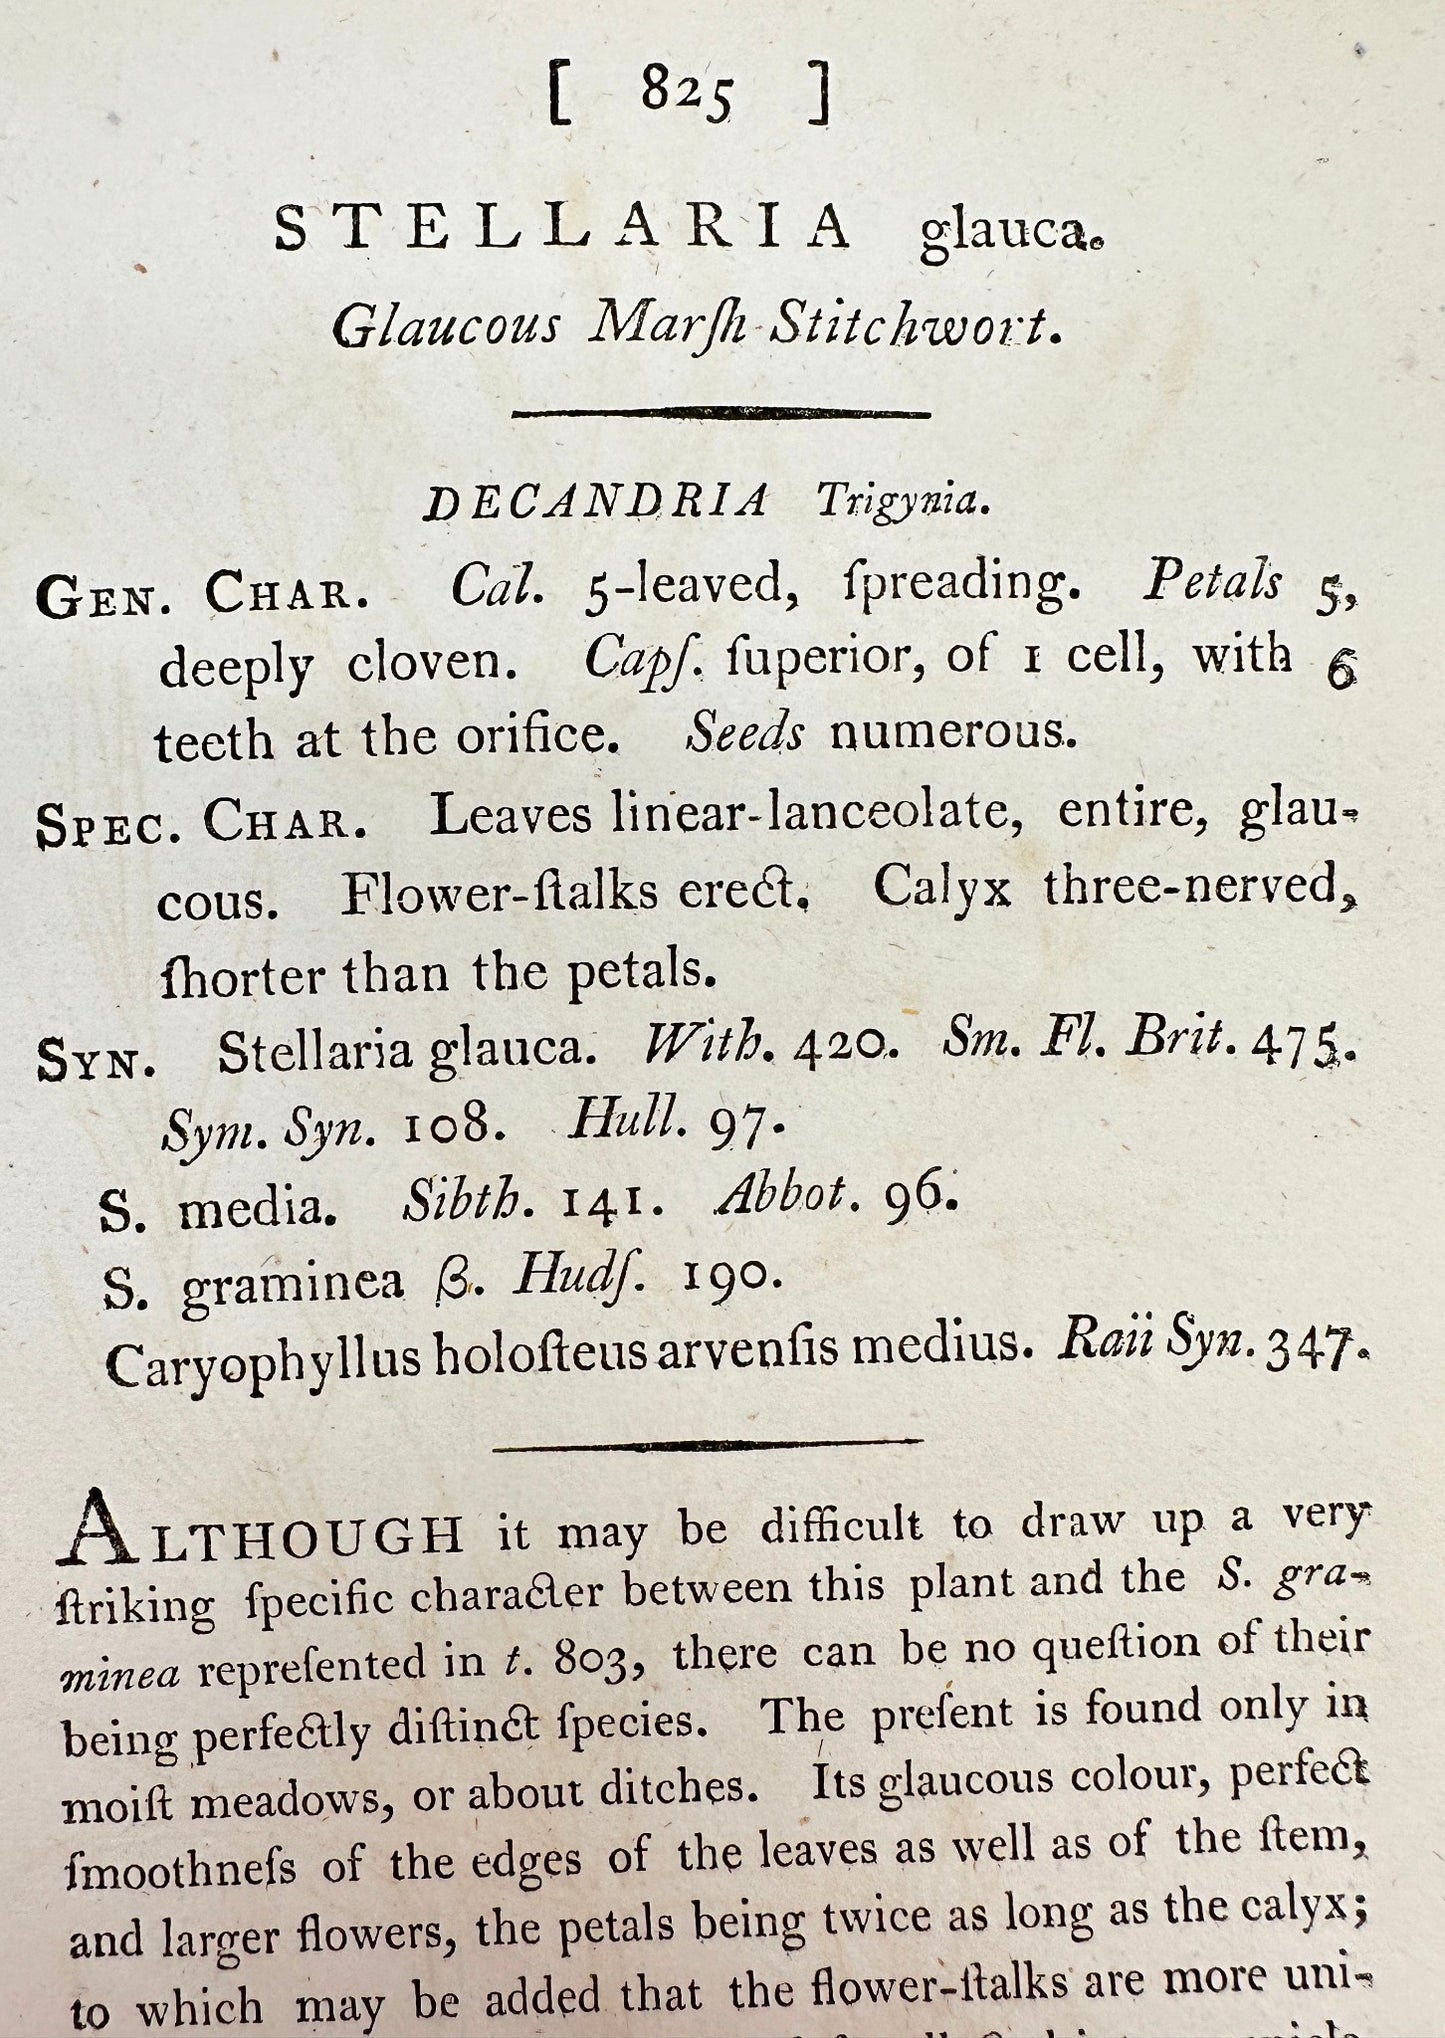 [ 825 ]
STELLARIA glauca.
Glaucous Marſh Stitchwort.
DECANDRIA Trigynia.
GEN. CHAR. Cal. 5-leaved, ſpreading. Petals 5,
deeply cloven. Capſ. ſuperior, of 1 cell, with 6
teeth at the orifice. Seeds numerous.
SPEC. CHAR. Leaves linear-lanceolate, entire, glau-
cous. Flower-ſtalks erect. Calyx three-nerved,
ſhorter than the petals.
SYN. Stellaria glauca. With. 420. Sm. Fl. Brit. 475.
Sym. Syn. 108. Hull. 97.
S. media. Sibth. 141. Abbot. 96.
S. graminea β. Hudſ. 190.
Caryophyllus holoſteus arvenſis medius. Raii Syn. 347.
ALTHOUGH it may be difficult to draw up a very
ſtriking ſpecific character between this plant and the S. gra-
minea repreſented in t. 803, there can be no queſtion of their
being perfectly diſtinct ſpecies. The preſent is found only in
moiſt meadows, or about ditches. Its glaucous colour, perfect
ſmoothneſs of the edges of the leaves as well as of the ſtem,
and larger flowers, the petals being twice as long as the calyx;
to which may be added that the flower-ſtalks are more uni-